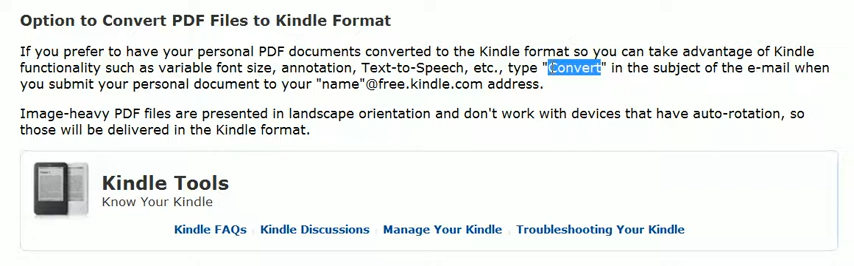 Option to Convert PDF Files to Kindle Format
If you prefer to have your personal PDF documents converted to the Kindle format so you can take advantage of Kindle
functionality such as variable font size, annotation, Text-to-Speech, etc., type "Convert" in the subject of the e-mail when
you submit your personal document to your "name"@free.kindle.com address.
Image-heavy PDF files are presented in landscape orientation and don't work with devices that have auto-rotation, so
those will be delivered in the Kindle format.
Kindle Tools
Know Your Kindle
Kindle FAQs Kindle Discussions Manage Your Kindle Troubleshooting Your Kindle